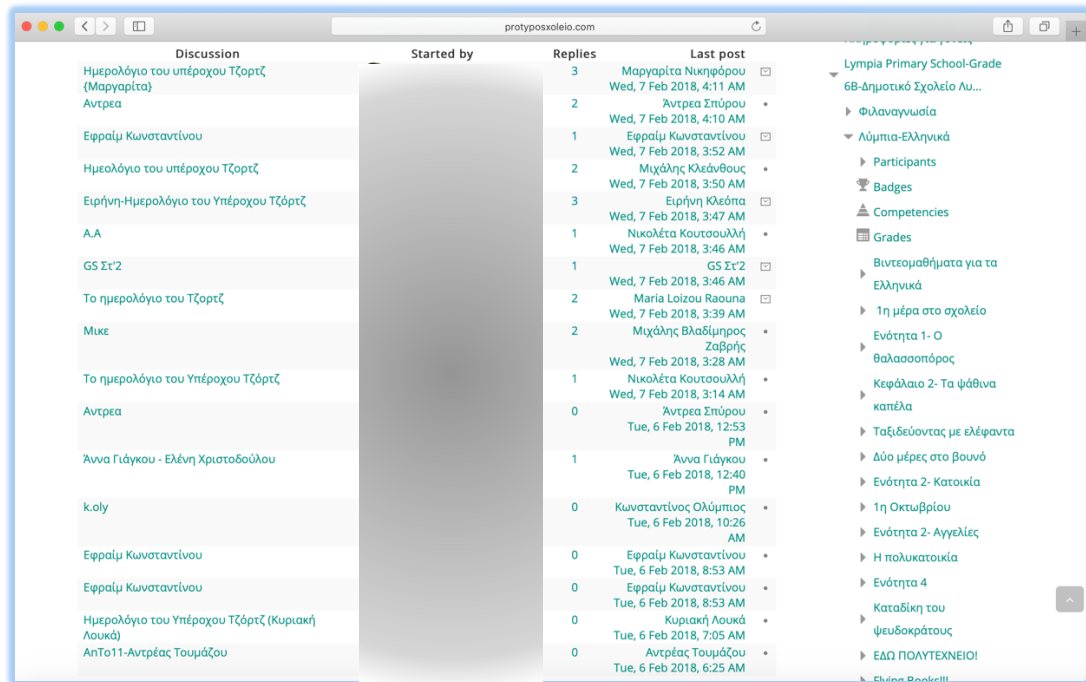 protyposxoleio.com
Discussion Started by Replies Last post
Ημερολόγιο του υπέροχου Τζορτζ 3 Μαργαρίτα Νικηφόρου
{Μαργαρίτα} Wed, 7 Feb 2018, 4:11 AM
Αντρεα 2 Άντρεα Σπύρου
Wed, 7 Feb 2018, 4:10 AM
Εφραίμ Κωνσταντίνου 1 Εφραίμ Κωνσταντίνου
Wed, 7 Feb 2018, 3:52 AM
Ημεολόγιο του υπέροχου Τζορτζ 2 Μιχάλης Κλεάνθους
Wed, 7 Feb 2018, 3:50 AM
Ειρήνη-Ημερολόγιο του Υπέροχου Τζόρτζ 3 Ειρήνη Κλεόπα
Wed, 7 Feb 2018, 3:47 AM
Α.Α 1 Νικολέτα Κουτσουλλή
Wed, 7 Feb 2018, 3:46 AM
GS Στ'2 1 GS Στ'2
Wed, 7 Feb 2018, 3:46 AM
Το ημερολόγιο του Τζορτζ 2 Maria Loizou Raouna
Wed, 7 Feb 2018, 3:39 AM
Μικε 2 Μιχάλης Βλαδίμηρος
Ζαβρής
Wed, 7 Feb 2018, 3:28 AM
Το ημερολόγιο του Υπέροχου Τζόρτζ 1 Νικολέτα Κουτσουλλή
Wed, 7 Feb 2018, 3:14 AM
Αντρεα 0 Άντρεα Σπύρου
Tue, 6 Feb 2018, 12:53
PM
Άννα Γιάγκου - Ελένη Χριστοδούλου 1 Άννα Γιάγκου
Tue, 6 Feb 2018, 12:40
PM
k.oly 0 Κωνσταντίνος Ολύμπιος
Tue, 6 Feb 2018, 10:26
AM
Εφραίμ Κωνσταντίνου 0 Εφραίμ Κωνσταντίνου
Tue, 6 Feb 2018, 8:53 AM
Εφραίμ Κωνσταντίνου 0 Εφραίμ Κωνσταντίνου
Tue, 6 Feb 2018, 8:53 AM
Ημερολόγιο του Υπέροχου Τζόρτζ (Κυριακή 0 Κυριακή Λουκά
Λουκά) Tue, 6 Feb 2018, 7:05 AM
AnTo11-Αντρέας Τουμάζου 0 Αντρέας Τουμάζου
Tue, 6 Feb 2018, 6:25 AM
Lympia Primary School-Grade
6Β-Δημοτικό Σχολείο Λυ...
Φιλαναγνωσία
Λύμπια-Ελληνικά
Participants
Badges
Competencies
Grades
Βιντεομαθήματα για τα
Ελληνικά
1η μέρα στο σχολείο
Ενότητα 1- Ο
θαλασσοπόρος
Κεφάλαιο 2- Τα ψάθινα
καπέλα
Ταξιδεύοντας με ελέφαντα
Δύο μέρες στο βουνό
Ενότητα 2- Κατοικία
1η Οκτωβρίου
Ενότητα 2- Αγγελίες
Η πολυκατοικία
Ενότητα 4
Καταδίκη του
ψευδοκράτους
ΕΔΩ ΠΟΛΥΤΕΧΝΕΙΟ!
Flying Books!!!